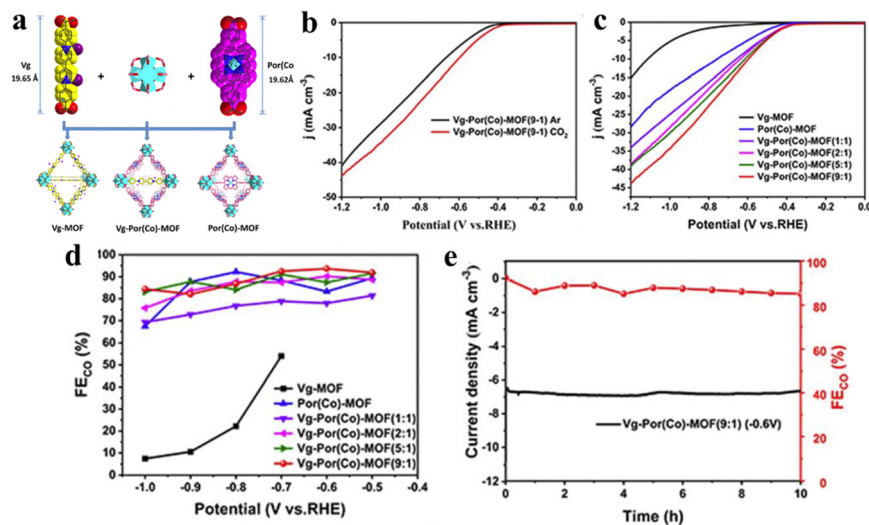 a
Vg
19.65 Å
+
+
Por(Co
19.62Å
Vg-MOF
Vg-Por(Co)-MOF
Por(Co)-MOF
b
j (mA cm-3)
0
-5
-10
-15
-20
-25
-30
-35
-40
-45
-50
Vg-Por(Co)-MOF(9-1) Ar
Vg-Por(Co)-MOF(9-1) CO2
-1.2
-1.0
-0.8
-0.6
-0.4
-0.2
0.0
Potential (V vs.RHE)
c
j (mA cm-3)
0
-5
-10
-15
-20
-25
-30
-35
-40
-45
Vg-MOF
Por(Co)-MOF
Vg-Por(Co)-MOF(1:1)
Vg-Por(Co)-MOF(2:1)
Vg-Por(Co)-MOF(5:1)
Vg-Por(Co)-MOF(9:1)
-1.2
-1.0
-0.8
-0.6
-0.4
-0.2
0.0
Potential (V vs.RHE)
d
FECO (%)
100
90
80
70
60
50
40
30
20
10
0
Vg-MOF
Por(Co)-MOF
Vg-Por(Co)-MOF(1:1)
Vg-Por(Co)-MOF(2:1)
Vg-Por(Co)-MOF(5:1)
Vg-Por(Co)-MOF(9:1)
-1.0
-0.9
-0.8
-0.7
-0.6
-0.5
Potential (V vs.RHE)
e
Current density (mA cm-3)
0
-2
-4
-6
-8
-10
-12
Vg-Por(Co)-MOF(9:1) (-0.6V)
100
80
60
40
20
0
FECO (%)
0
2
4
6
8
10
Time (h)